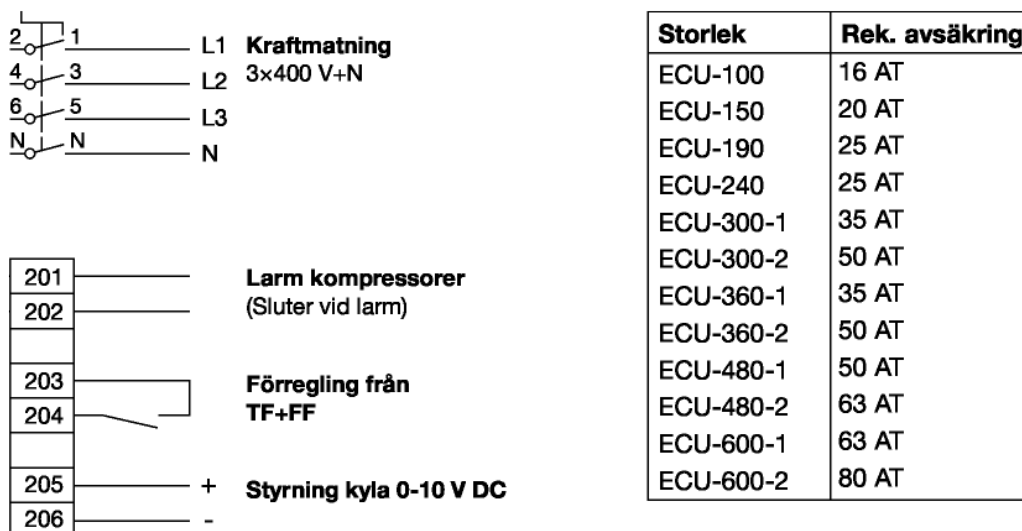 2 1 L1 Kraftmatning
4 3 L2 3×400 V+N
6 5 L3
N N N
201 Larm kompressorer
202 (Sluter vid larm)
203 Förregling från
204 TF+FF
205 + Styrning kyla 0-10 V DC
206 -
Storlek Rek. avsäkring
ECU-100 16 AT
ECU-150 20 AT
ECU-190 25 AT
ECU-240 25 AT
ECU-300-1 35 AT
ECU-300-2 50 AT
ECU-360-1 35 AT
ECU-360-2 50 AT
ECU-480-1 50 AT
ECU-480-2 63 AT
ECU-600-1 63 AT
ECU-600-2 80 AT